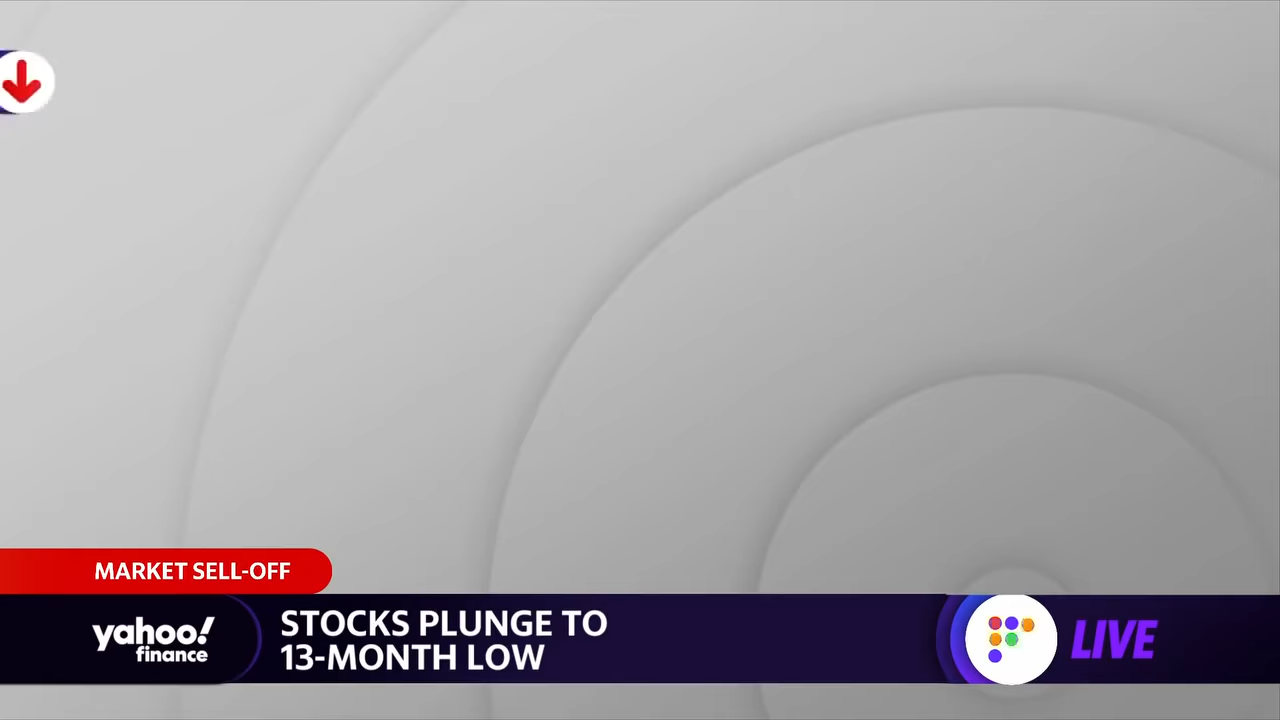 MARKET SELL-OFF
yahoo!
finance
STOCKS PLUNGE TO
13-MONTH LOW
LIVE